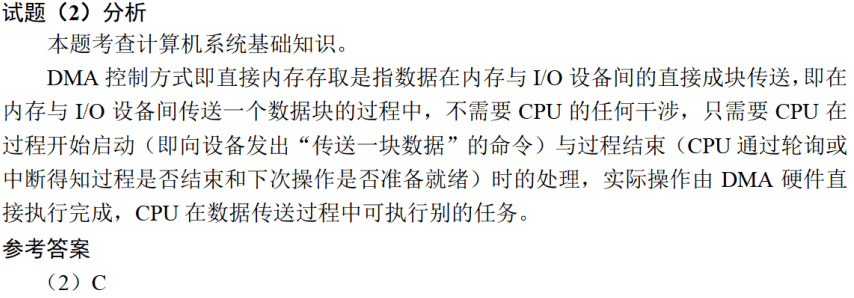 试题（2）分析
本题考查计算机系统基础知识。
DMA 控制方式即直接内存存取是指数据在内存与 I/O 设备间的直接成块传送，即在
内存与 I/O 设备间传送一个数据块的过程中，不需要 CPU 的任何干涉，只需要 CPU 在
过程开始启动（即向设备发出“传送一块数据”的命令）与过程结束（CPU 通过轮询或
中断得知过程是否结束和下次操作是否准备就绪）时的处理，实际操作由 DMA 硬件直
接执行完成，CPU 在数据传送过程中可执行别的任务。
参考答案
（2）C